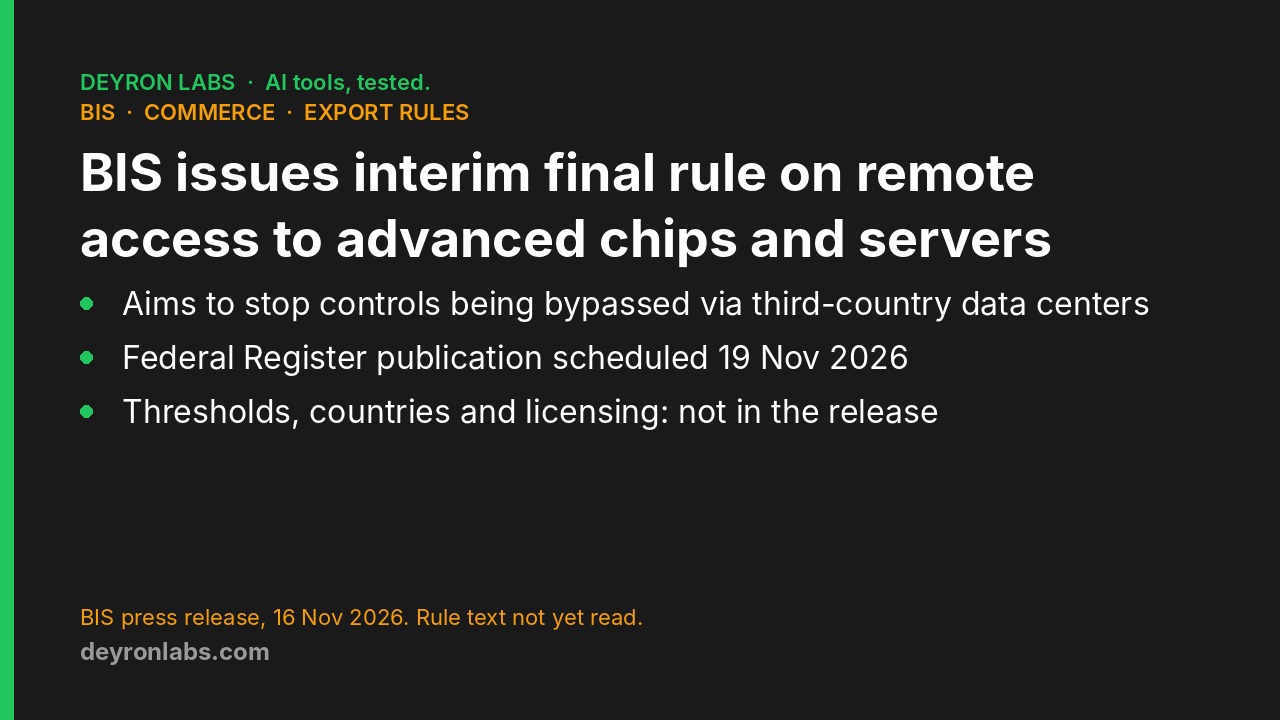 DEYRON LABS · AI tools, tested.
BIS · COMMERCE · EXPORT RULES
BIS issues interim final rule on remote
access to advanced chips and servers
Aims to stop controls being bypassed via third-country data centers
Federal Register publication scheduled 19 Nov 2026
Thresholds, countries and licensing: not in the release
BIS press release, 16 Nov 2026. Rule text not yet read.
deyronlabs.com